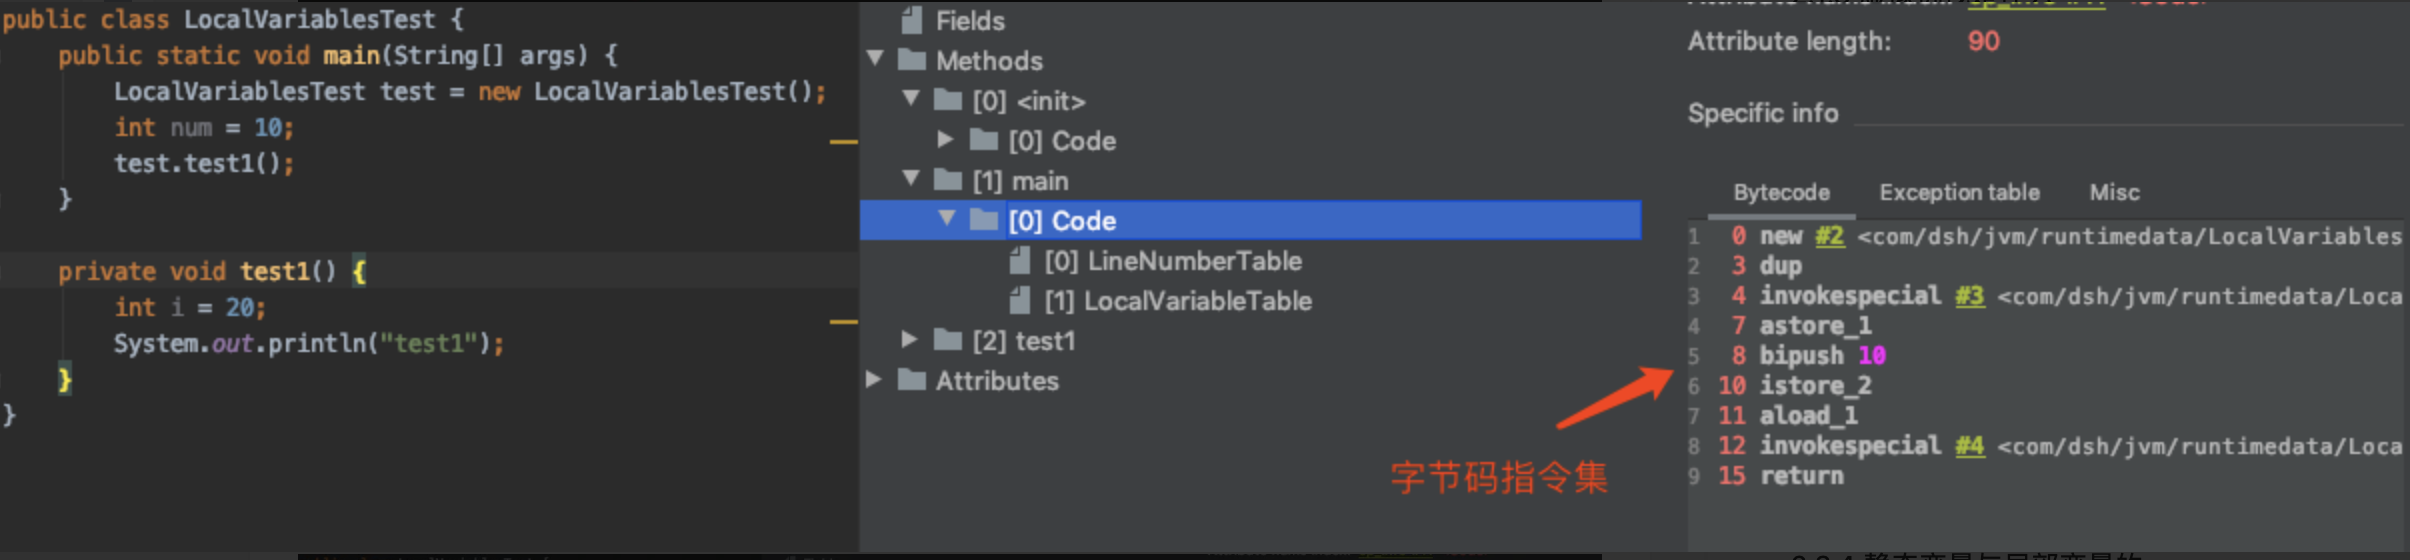 public class LocalVariablesTest {
public static void main(String[] args) {
LocalVariablesTest test = new LocalVariablesTest();
int num = 10;
test.test1();
}
private void test1() {
int i = 20;
System.out.println("test1");
}
}
Fields
Methods
[0] <init>
[0] Code
[1] main
[0] Code
[0] LineNumberTable
[1] LocalVariableTable
[2] test1
Attributes
字节码指令集
Attribute length: 90
Specific info
Bytecode Exception table Misc
1 0 new #2 <com/dsh/jvm/runtimedata/LocalVariables
2 3 dup
3 4 invokespecial #3 <com/dsh/jvm/runtimedata/Loca
4 7 astore_1
5 8 bipush 10
6 10 istore_2
7 11 aload_1
8 12 invokespecial #4 <com/dsh/jvm/runtimedata/Loca
9 15 return